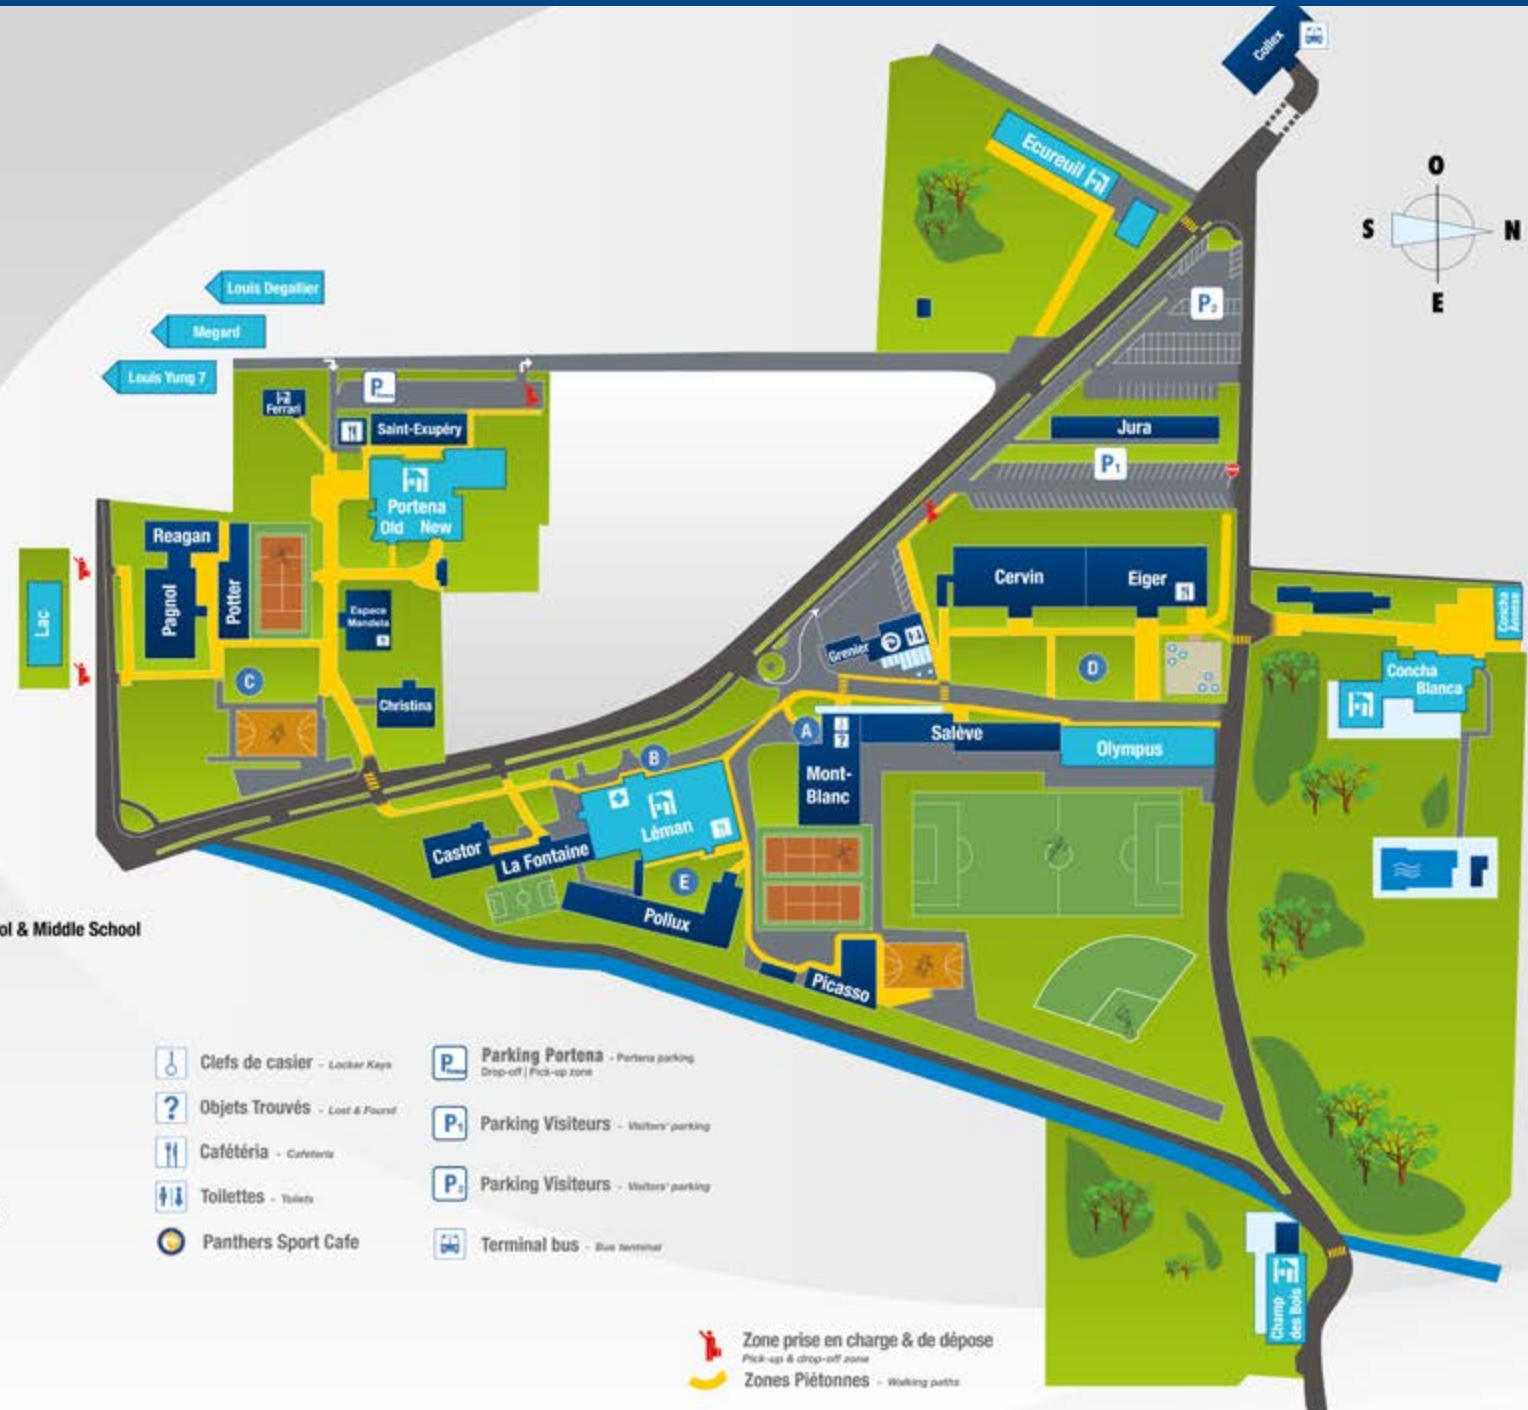 Collex
Ecureuil
O
S
N
E
P2
Louis Degallier
Megard
Louis Yung 7
P
Ferrari
Saint-Exupéry
Jura
P1
Portena
Old New
Reagan
Pagnol
Potter
Lac
Espace
Mandela
C
Christina
Cervin
Eiger
Grenier
D
Concha
Annexe
Concha
Blanca
A
B
Salève
Olympus
Mont-
Blanc
Léman
Castor
La Fontaine
E
Pollux
Picasso
ol & Middle School
Clefs de casier - Locker Keys
? Objets Trouvés - Lost & Found
Cafétéria - Cafeteria
Toilettes - Toilets
Panthers Sport Cafe
P Parking Portena - Portena parking
Drop-off | Pick-up zone
P1 Parking Visiteurs - Visitors' parking
P2 Parking Visiteurs - Visitors' parking
Terminal bus - Bus terminal
Champ
des Bois
Zone prise en charge & de dépose
Pick-up & drop-off zone
Zones Piétonnes - Walking paths